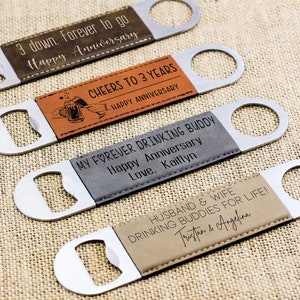 3 down, Forever to go
Happy Anniversary
CHEERS TO 3 YEARS
HAPPY ANNIVERSARY
MY FOREVER DRINKING BUDDY
Happy Anniversary
Love, Kaitlyn
HUSBAND & WIFE
DRINKING BUDDIES FOR LIFE!
Tristan & Angelina